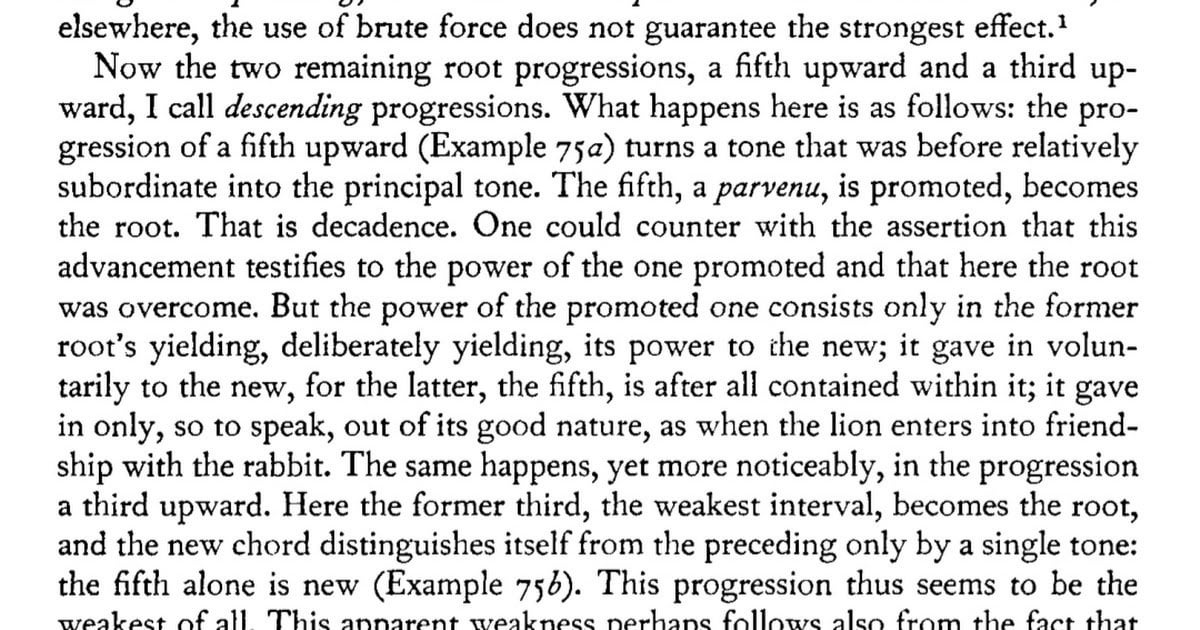 elsewhere, the use of brute force does not guarantee the strongest effect.¹
Now the two remaining root progressions, a fifth upward and a third up-
ward, I call descending progressions. What happens here is as follows: the pro-
gression of a fifth upward (Example 75a) turns a tone that was before relatively
subordinate into the principal tone. The fifth, a parvenu, is promoted, becomes
the root. That is decadence. One could counter with the assertion that this
advancement testifies to the power of the one promoted and that here the root
was overcome. But the power of the promoted one consists only in the former
root's yielding, deliberately yielding, its power to the new; it gave in volun-
tarily to the new, for the latter, the fifth, is after all contained within it; it gave
in only, so to speak, out of its good nature, as when the lion enters into friend-
ship with the rabbit. The same happens, yet more noticeably, in the progression
a third upward. Here the former third, the weakest interval, becomes the root,
and the new chord distinguishes itself from the preceding only by a single tone:
the fifth alone is new (Example 75b). This progression thus seems to be the
weakest of all. This apparent weakness perhaps follows also from the fact that